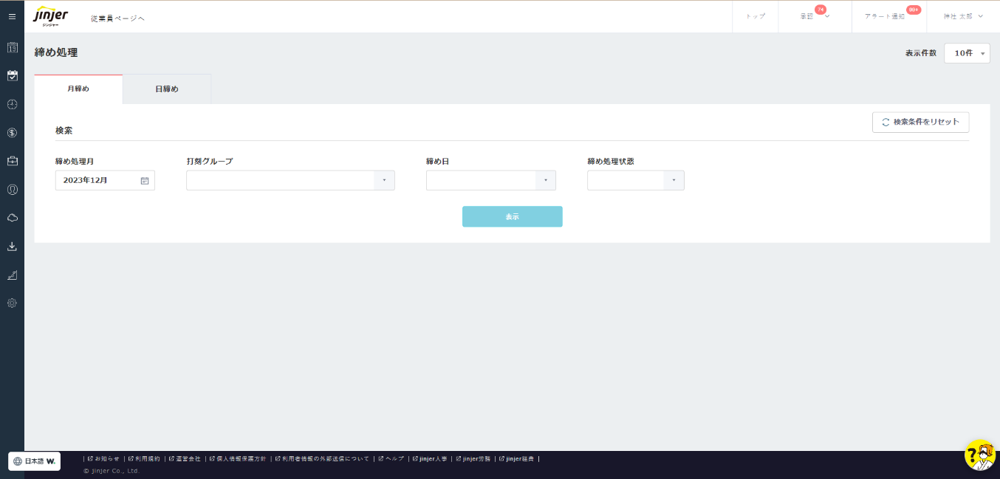 jinjer
ジンジャー
従業員ページへ
トップ
承認 74
アラート通知 99+
神社 太郎
19
締め処理
表示件数 10件
月締め 日締め
検索条件をリセット
検索
締め処理月 打刻グループ 締め日 締め処理状態
2023年12月
表示
日本語 W.
| お知らせ | 利用規約 | 運営会社 | 個人情報保護方針 | 利用者情報の外部送信について | ヘルプ | jinjer人事 | jinjer労務 | jinjer経費 |
© jinjer Co., Ltd.
?